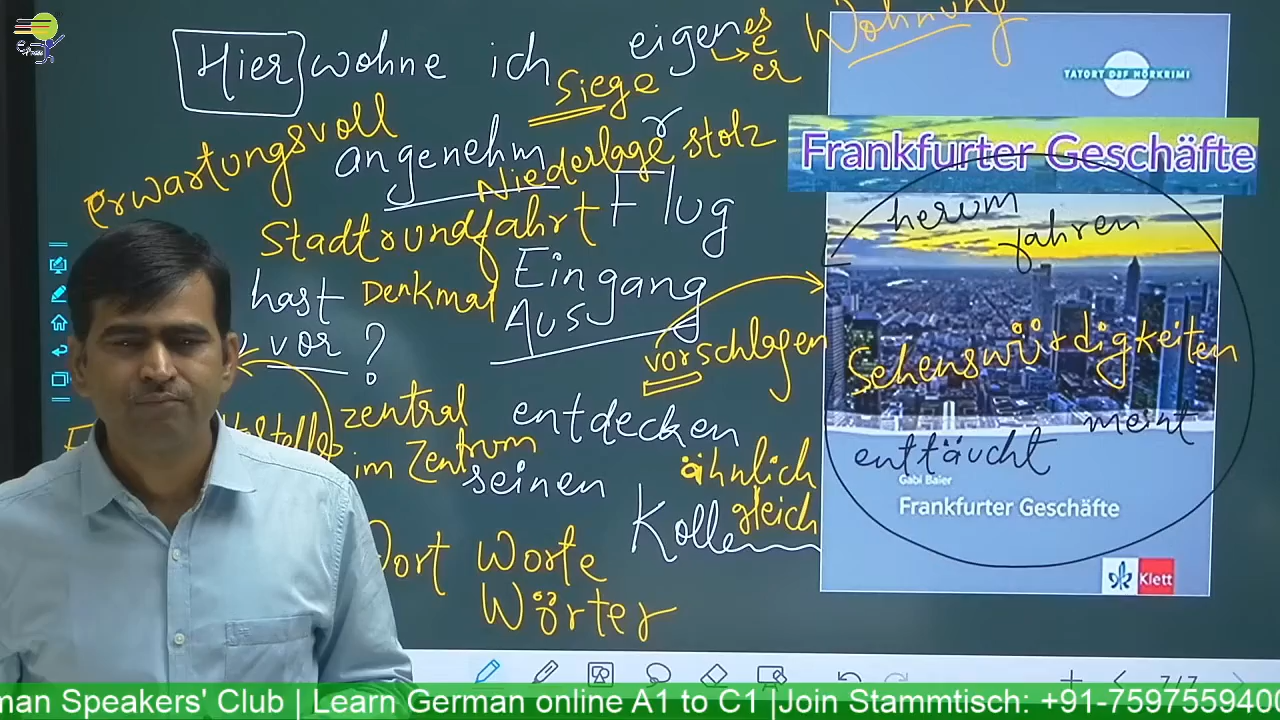 Hier wohne ich eigenes
e
er
Wohnung
Siege
erwartungsvoll
angenehm
r
Niederlage stolz
Stadtrundfahrt Flug
hast Denkmal Eingang
vor ? Aus
vorschlagen
zentral entdecken
im Zentrum
seinen ähnlich
gleich
Kolle
Wort Worte
Wörter
TATORT DAF HÖRKRIMI
Frankfurter Geschäfte
herum
fahren
Sehenswürdigkeiten
meint
enttäucht
Gabi Baier
Frankfurter Geschäfte
Klett
7/7
man Speakers' Club | Learn German online A1 to C1 |Join Stammtisch: +91-7597559400